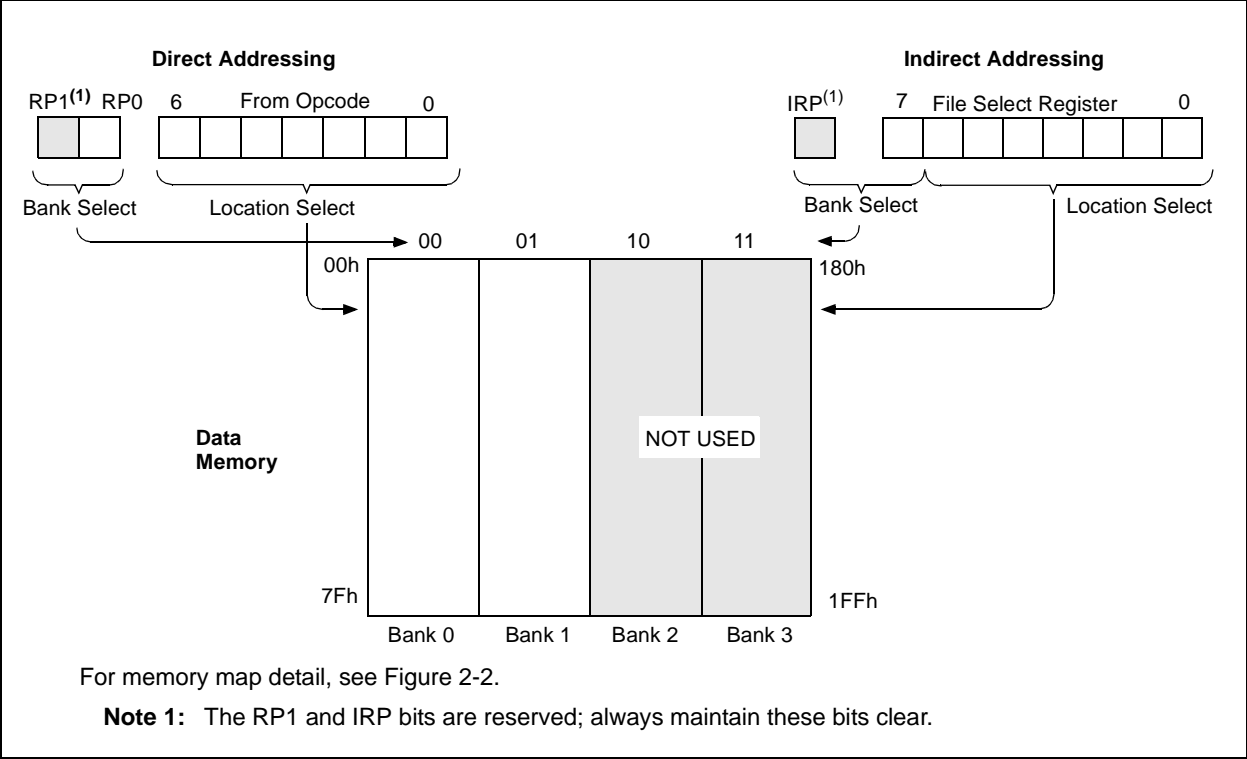 Direct Addressing
Indirect Addressing
RP1(1) RP0 6 From Opcode 0
IRP(1) 7 File Select Register 0
Bank Select Location Select
Bank Select Location Select
00 01 10 11
00h 180h
NOT USED
Data
Memory
7Fh 1FFh
Bank 0 Bank 1 Bank 2 Bank 3
For memory map detail, see Figure 2-2.
Note 1: The RP1 and IRP bits are reserved; always maintain these bits clear.